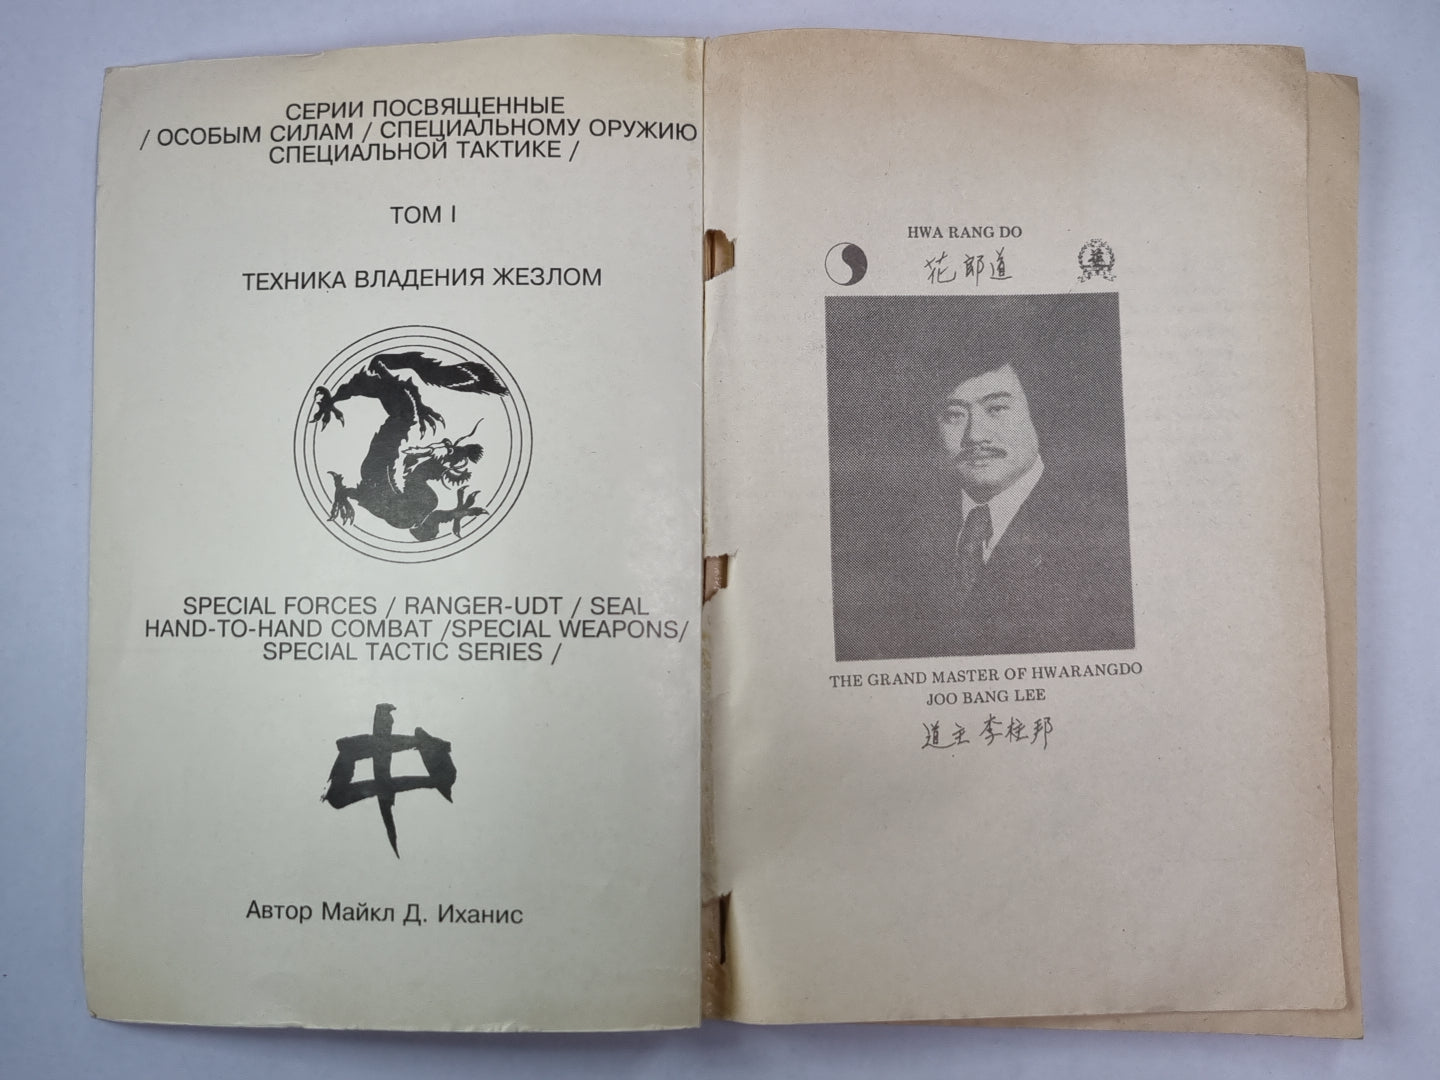 СЕРИИ ПОСВЯЩЕННЫЕ
/ ОСОБЫМ СИЛАМ / СПЕЦИАЛЬНОМУ ОРУЖИЮ
СПЕЦИАЛЬНОЙ ТАКТИКЕ /
ТОМ I
ТЕХНИКА ВЛАДЕНИЯ ЖЕЗЛОМ
SPECIAL FORCES / RANGER-UDT / SEAL
HAND-TO-HAND COMBAT /SPECIAL WEAPONS/
SPECIAL TACTIC SERIES /
中
Автор Майкл Д. Иханис
HWA RANG DO
花郎道
THE GRAND MASTER OF HWARANGDO
JOO BANG LEE
道主 李柱邦